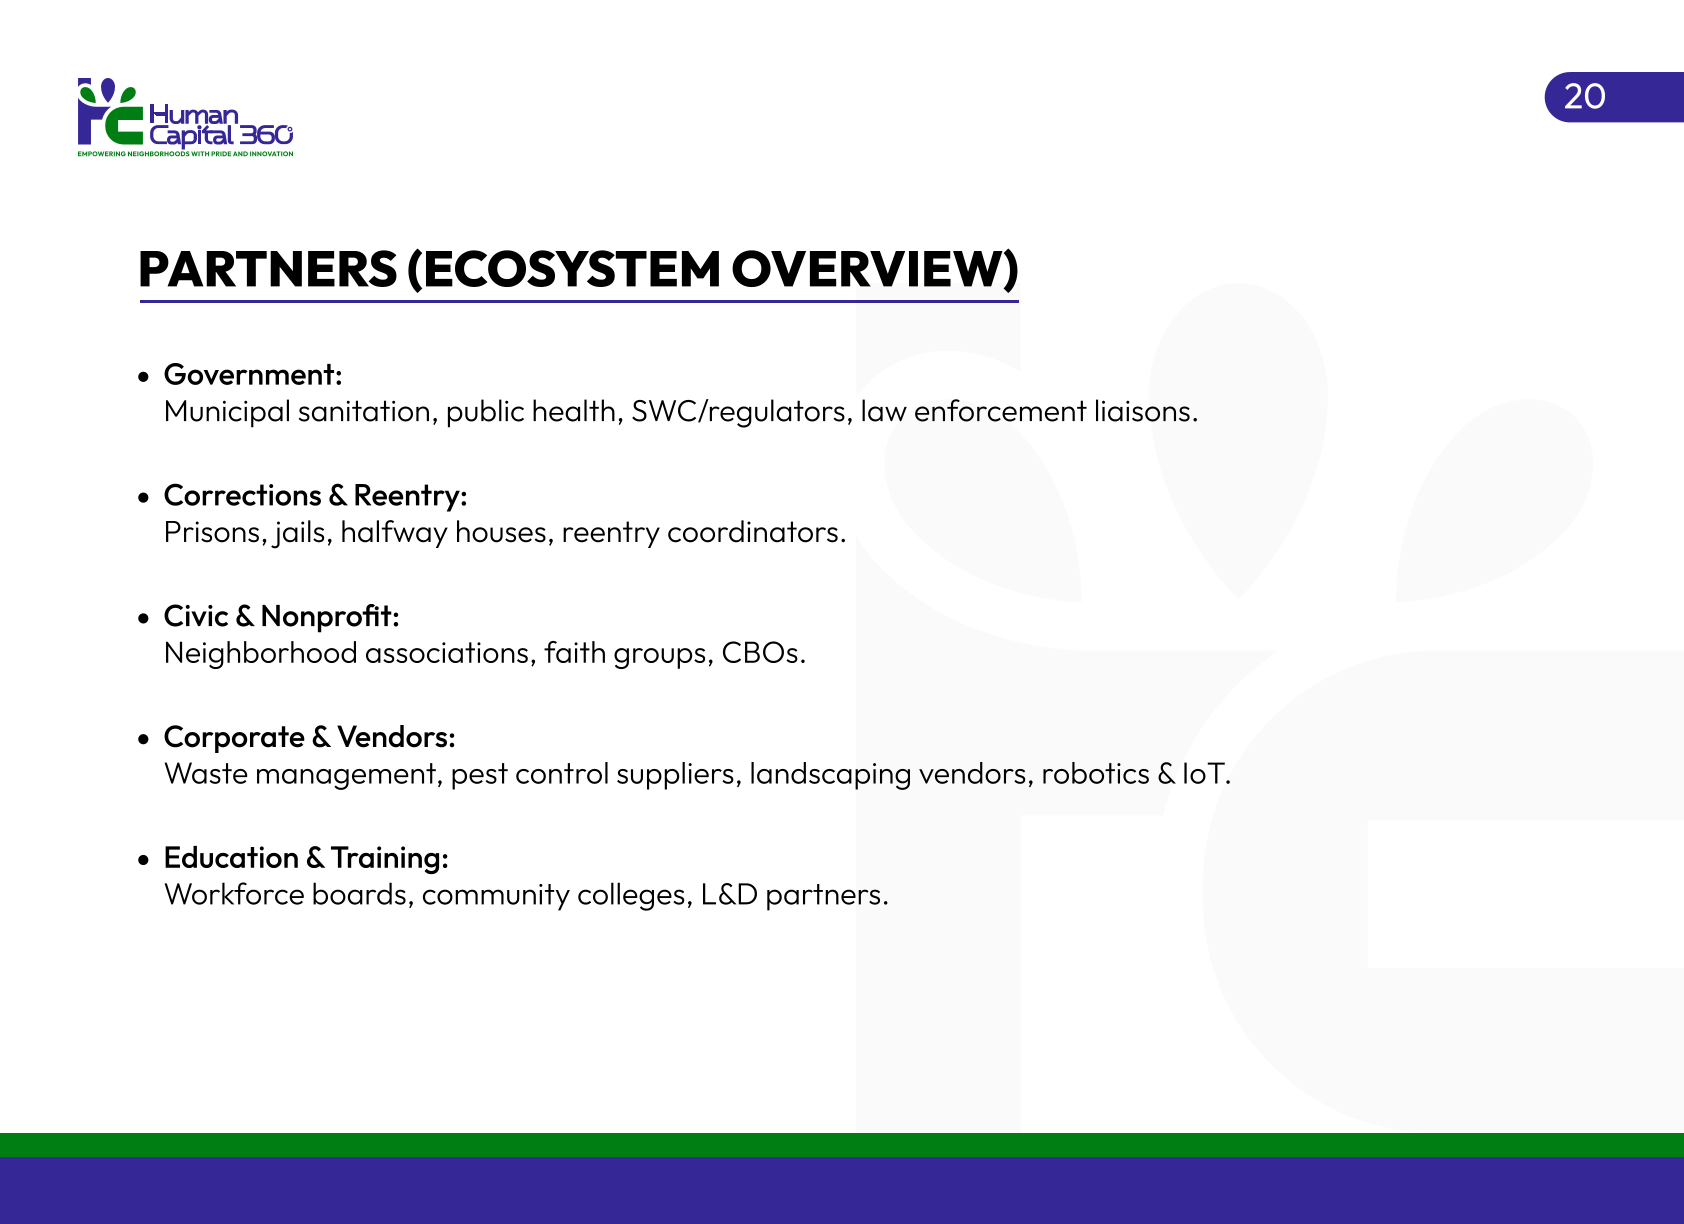 Human
Capital 360°
EMPOWERING NEIGHBORHOODS WITH PRIDE AND INNOVATION
20
PARTNERS (ECOSYSTEM OVERVIEW)
• Government:
Municipal sanitation, public health, SWC/regulators, law enforcement liaisons.
• Corrections & Reentry:
Prisons, jails, halfway houses, reentry coordinators.
• Civic & Nonprofit:
Neighborhood associations, faith groups, CBOs.
• Corporate & Vendors:
Waste management, pest control suppliers, landscaping vendors, robotics & IoT.
• Education & Training:
Workforce boards, community colleges, L&D partners.